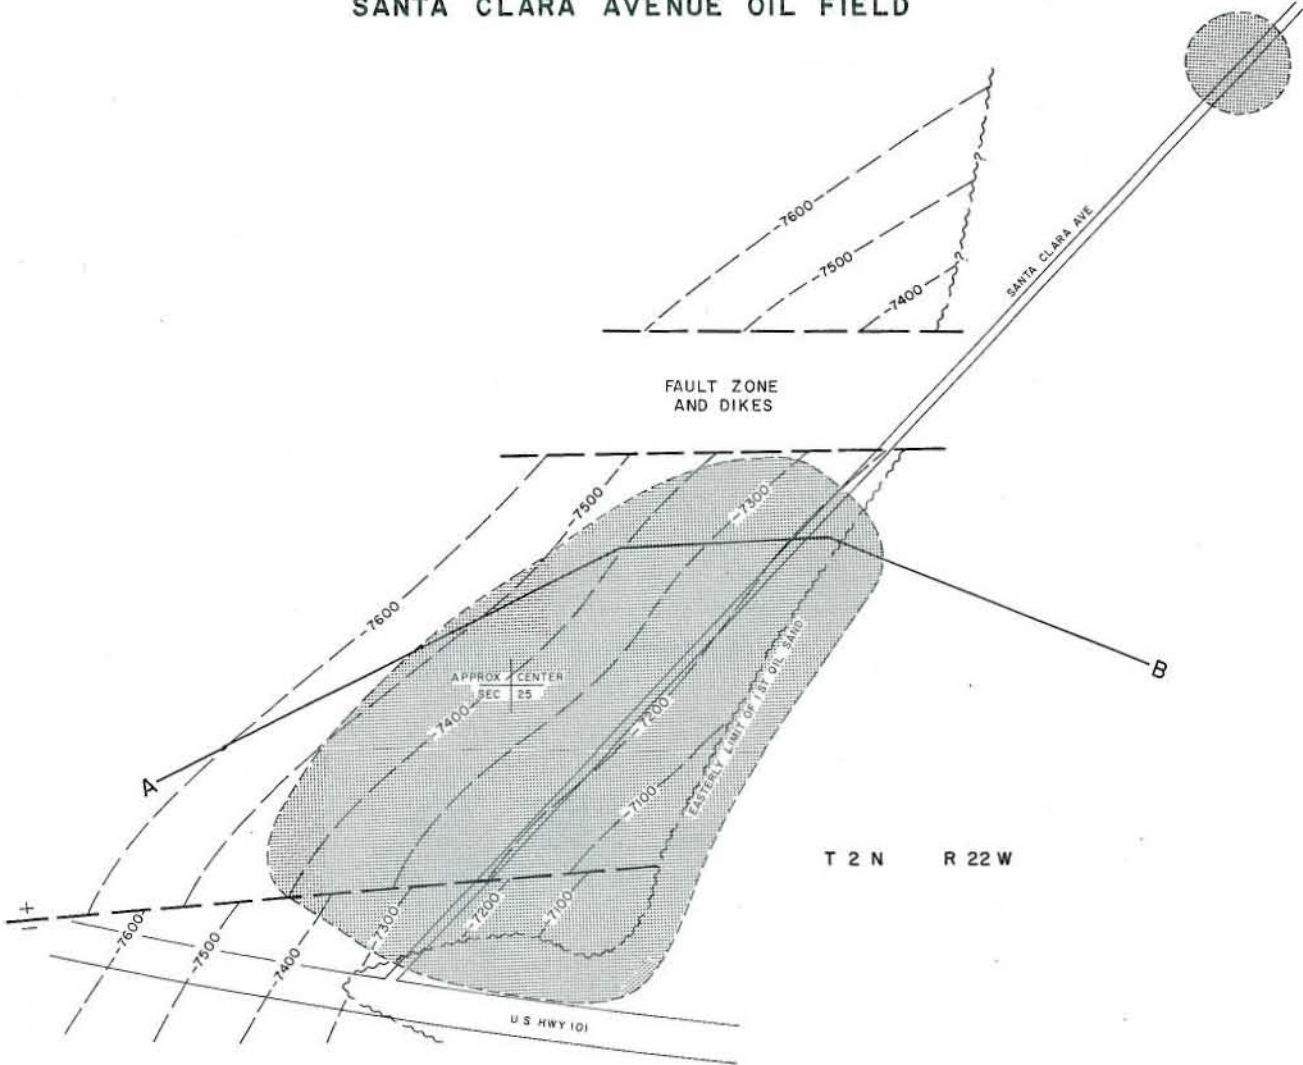 SANTA CLARA AVENUE OIL FIELD
-7600
?
-7500
SANTA CLARA AVE
?
-7400
FAULT ZONE
AND DIKES
-7500
-7300
-7600
APPROX CENTER
SEC 25
-7400
-7200
EASTERLY LIMIT OF 1ST OIL SAND
A
B
-7100
T 2 N R 22 W
+
-
-7600
-7500
-7400
-7300
-7200
-7100
U S HWY 101